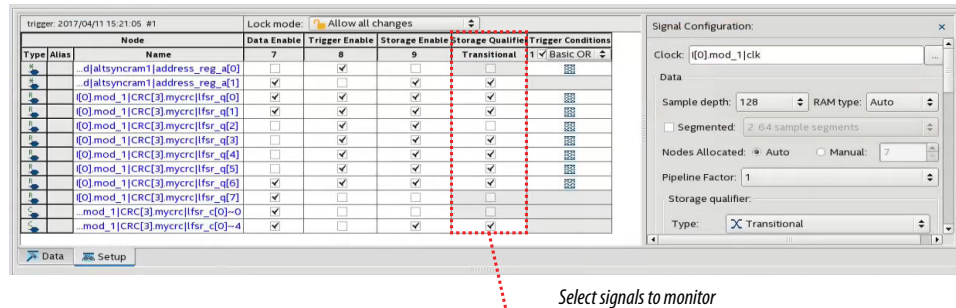 trigger: 2017/04/11 15:21:05 #1 Lock mode: Allow all changes
Node Data Enable Trigger Enable Storage Enable Storage Qualifier Trigger Conditions
Type Alias Name 7 8 9 Transitional 1 Basic OR
...d|altsyncram1|address_reg_a[0]
...d|altsyncram1|address_reg_a[1]
l[0].mod_1|CRC[3].mycrc|lfsr_q[0]
l[0].mod_1|CRC[3].mycrc|lfsr_q[1]
l[0].mod_1|CRC[3].mycrc|lfsr_q[2]
l[0].mod_1|CRC[3].mycrc|lfsr_q[3]
l[0].mod_1|CRC[3].mycrc|lfsr_q[4]
l[0].mod_1|CRC[3].mycrc|lfsr_q[5]
l[0].mod_1|CRC[3].mycrc|lfsr_q[6]
l[0].mod_1|CRC[3].mycrc|lfsr_q[7]
...mod_1|CRC[3].mycrc|lfsr_c[0]~0
...mod_1|CRC[3].mycrc|lfsr_c[0]~4
Data Setup
Signal Configuration:
Clock: l[0].mod_1|clk ...
Data
Sample depth: 128 RAM type: Auto
Segmented: 2 64 sample segments
Nodes Allocated: Auto Manual: 7
Pipeline Factor: 1
Storage qualifier:
Type: Transitional
Select signals to monitor